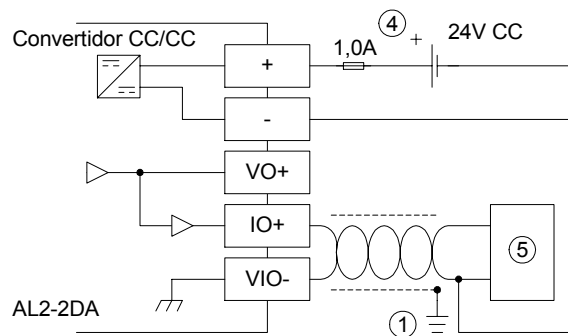 Convertidor CC/CC
4
+
24V CC
1,0A
+
-
VO+
IO+
VIO-
5
AL2-2DA
1